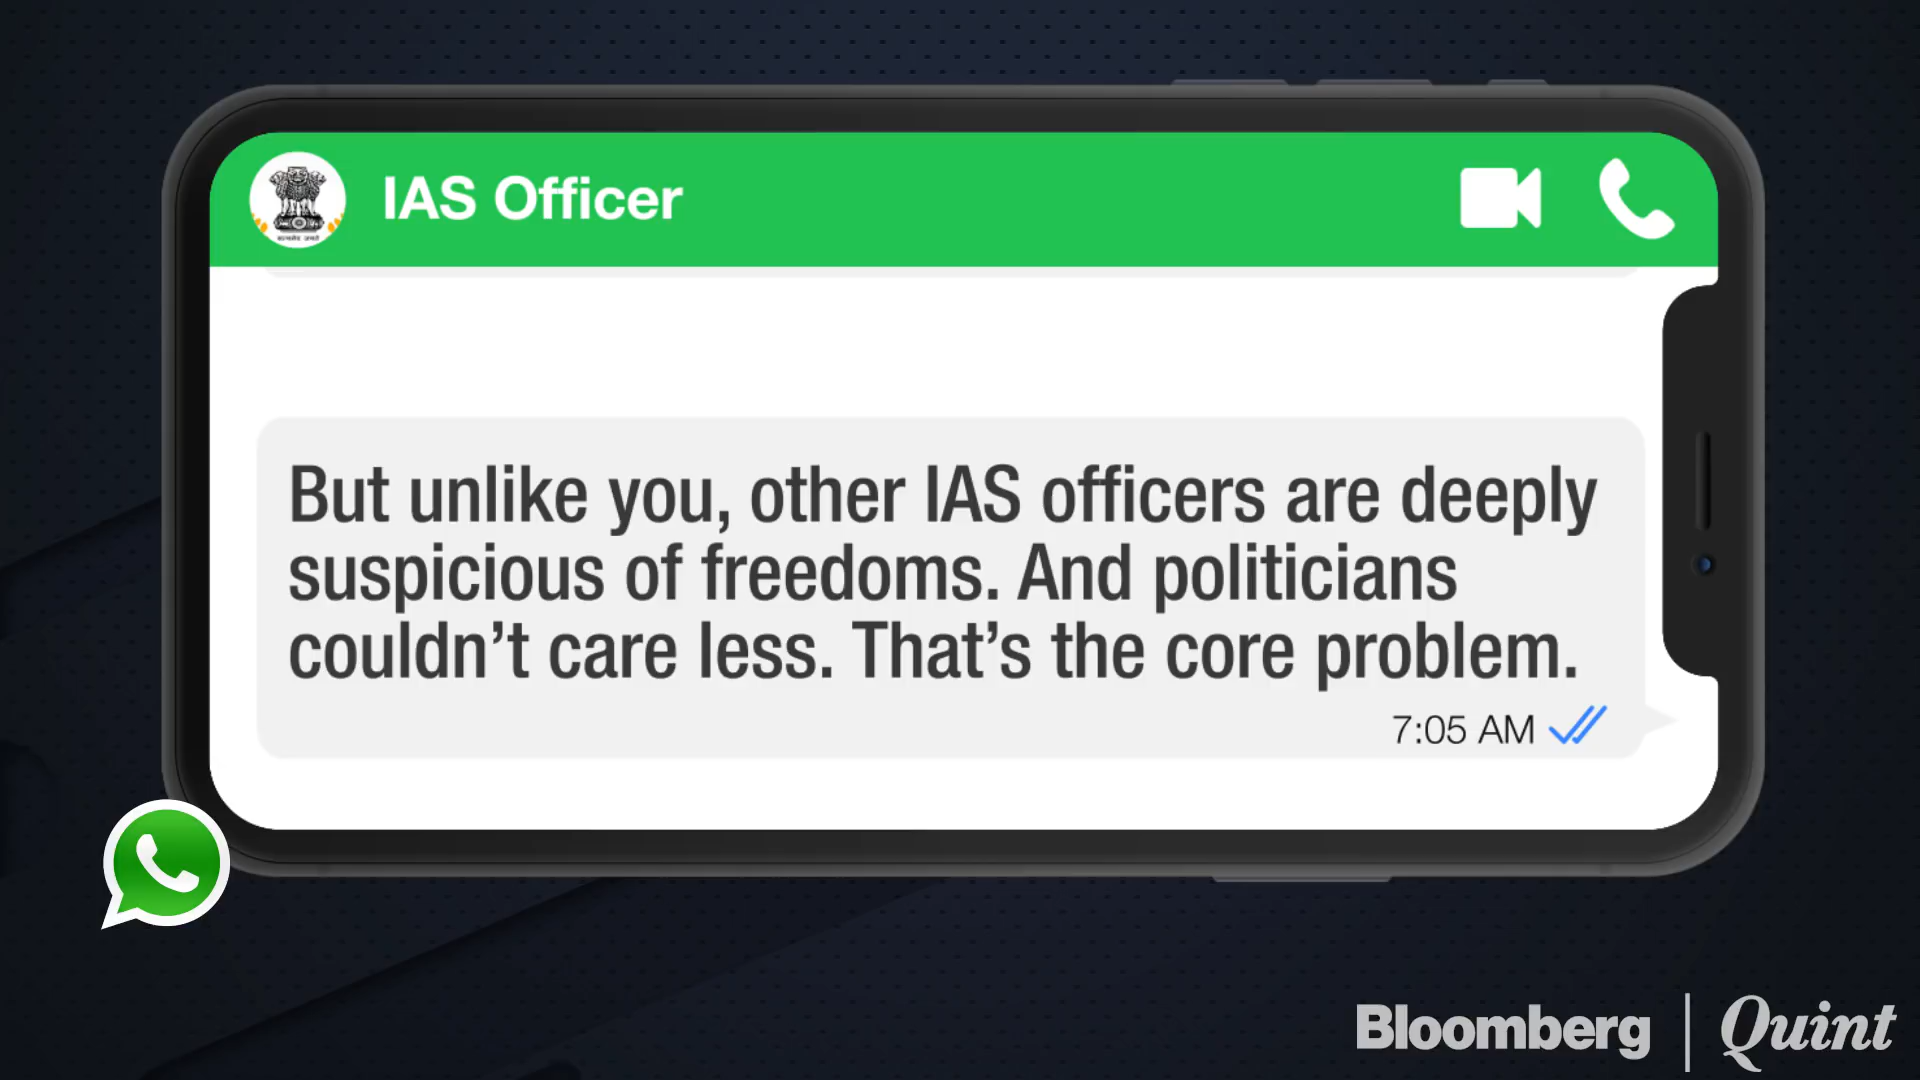 IAS Officer
But unlike you, other IAS officers are deeply
suspicious of freedoms. And politicians
couldn’t care less. That’s the core problem.
7:05 AM
Bloomberg | Quint